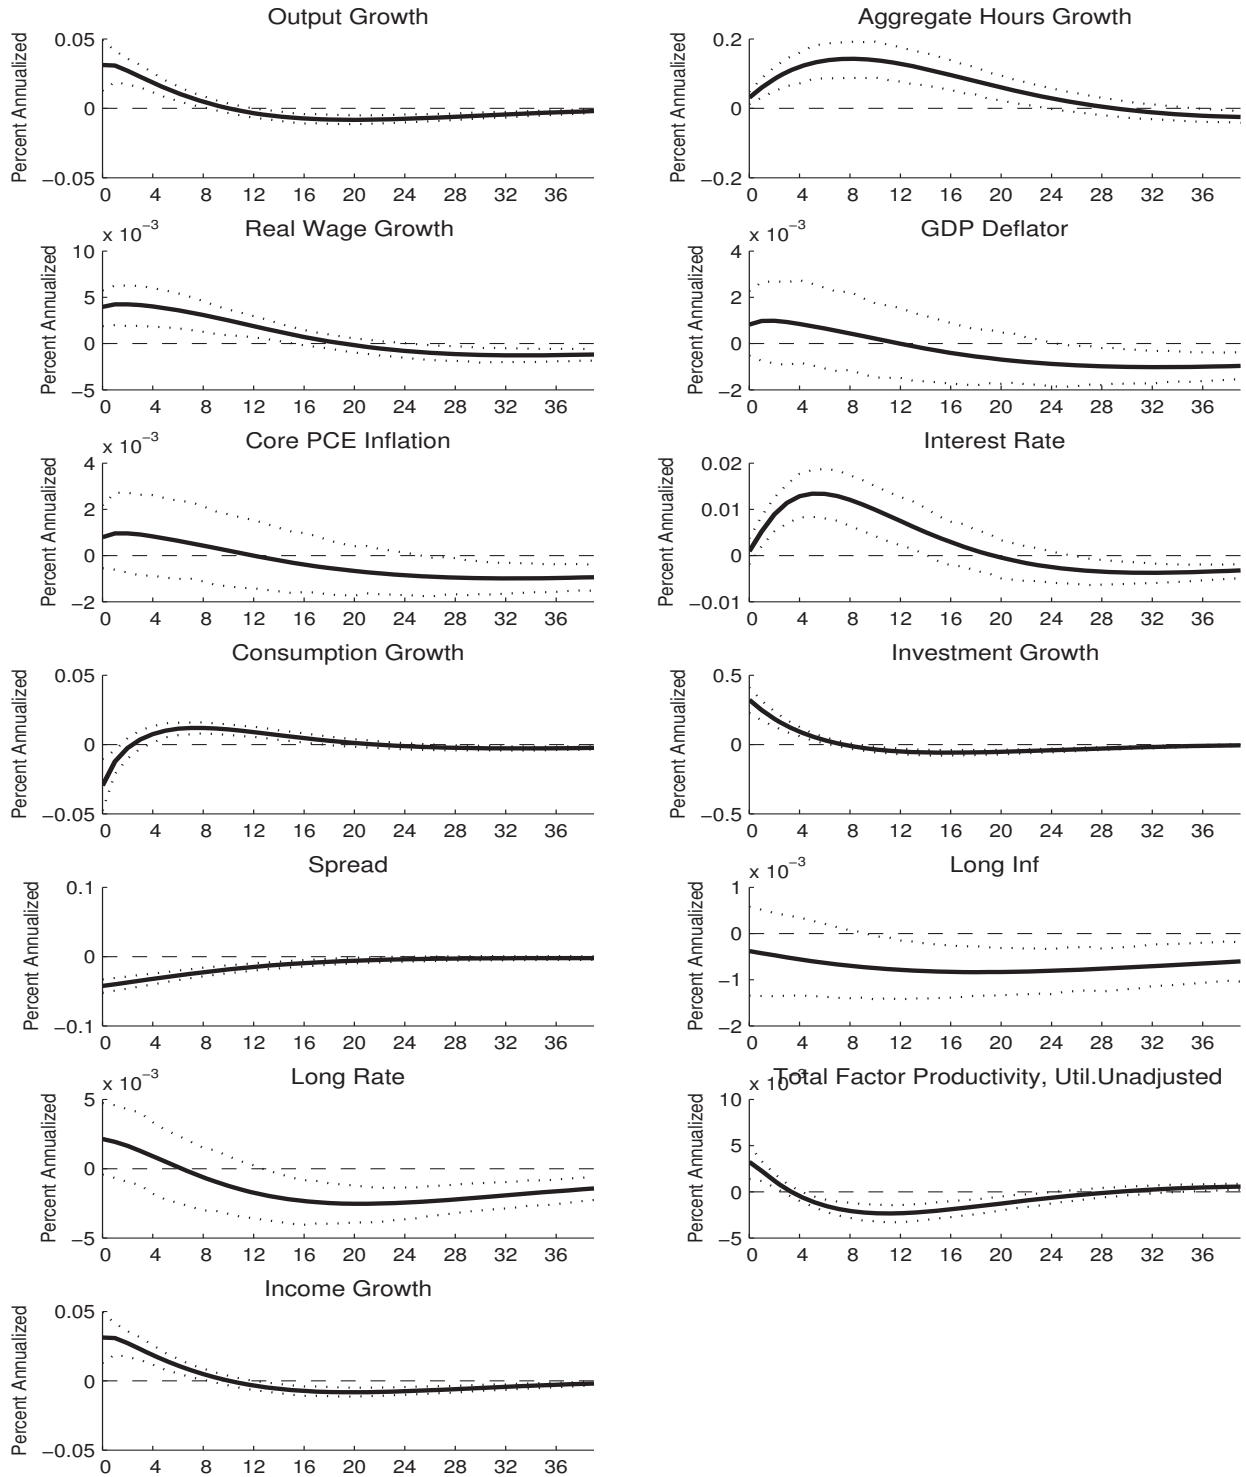 Output Growth
Percent Annualized
0.05
0
−0.05
0 4 8 12 16 20 24 28 32 36
Aggregate Hours Growth
Percent Annualized
0.2
0
−0.2
0 4 8 12 16 20 24 28 32 36
Real Wage Growth
x 10−3
Percent Annualized
10
5
0
−5
0 4 8 12 16 20 24 28 32 36
GDP Deflator
x 10−3
Percent Annualized
4
2
0
−2
0 4 8 12 16 20 24 28 32 36
Core PCE Inflation
x 10−3
Percent Annualized
4
2
0
−2
0 4 8 12 16 20 24 28 32 36
Interest Rate
Percent Annualized
0.02
0.01
0
−0.01
0 4 8 12 16 20 24 28 32 36
Consumption Growth
Percent Annualized
0.05
0
−0.05
0 4 8 12 16 20 24 28 32 36
Investment Growth
Percent Annualized
0.5
0
−0.5
0 4 8 12 16 20 24 28 32 36
Spread
Percent Annualized
0.1
0
−0.1
0 4 8 12 16 20 24 28 32 36
Long Inf
x 10−3
Percent Annualized
1
0
−1
−2
0 4 8 12 16 20 24 28 32 36
Long Rate
x 10−3
Percent Annualized
5
0
−5
0 4 8 12 16 20 24 28 32 36
Total Factor Productivity, Util.Unadjusted
x 10−3
Percent Annualized
10
5
0
−5
0 4 8 12 16 20 24 28 32 36
Income Growth
Percent Annualized
0.05
0
−0.05
0 4 8 12 16 20 24 28 32 36